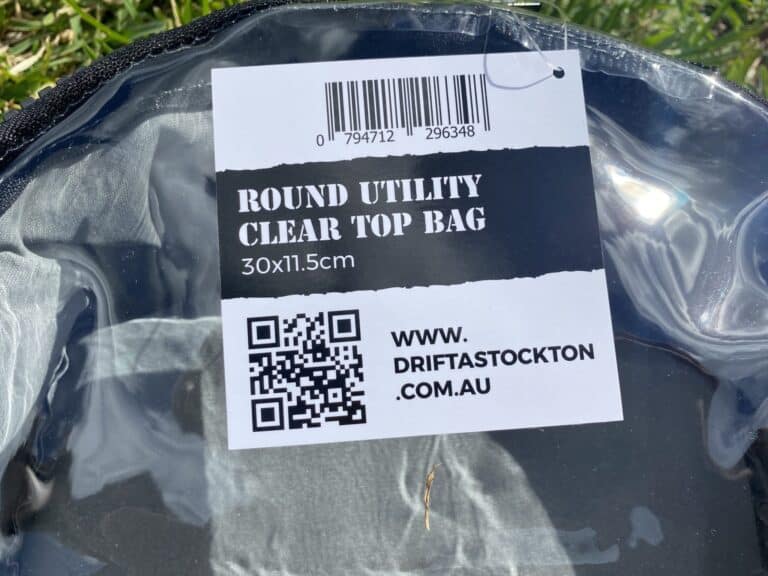 0 794712 296348
ROUND UTILITY
CLEAR TOP BAG
30x11.5cm
WWW.
DRIFTASTOCKTON
.COM.AU